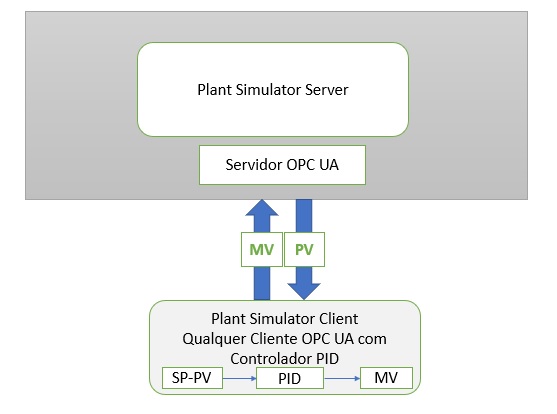 Plant Simulator Server
Servidor OPC UA
MV
PV
Plant Simulator Client
Qualquer Cliente OPC UA com
Controlador PID
SP-PV
PID
MV